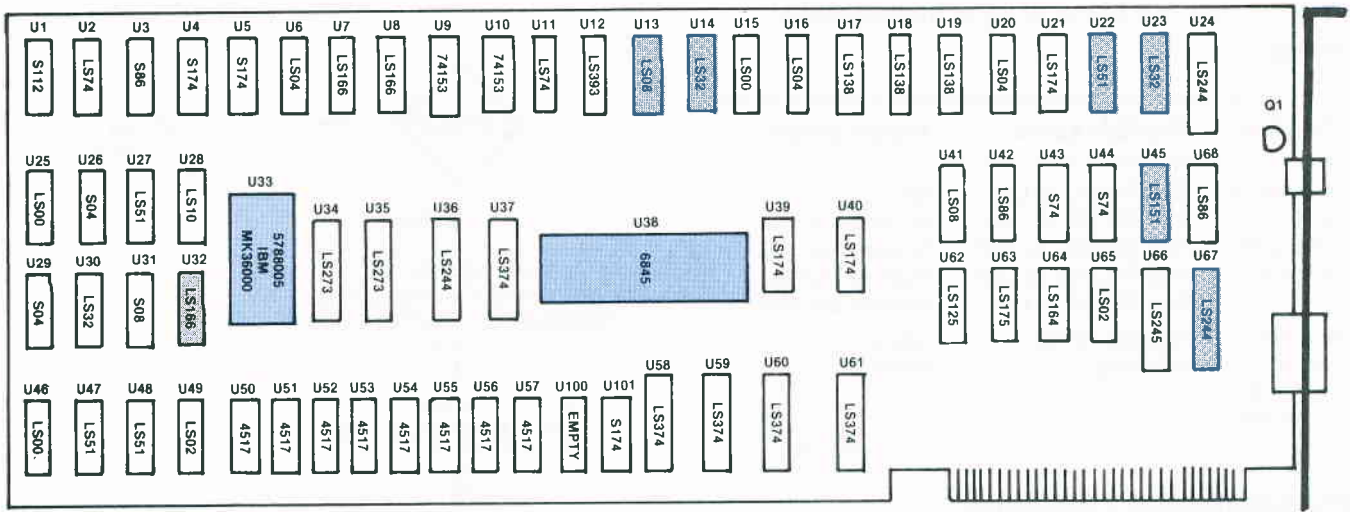 U1 U2 U3 U4 U5 U6 U7 U8 U9 U10 U11 U12 U13 U14 U15 U16 U17 U18 U19 U20 U21 U22 U23 U24
S112 LS74 S86 S174 S174 LS04 LS166 LS166 74153 74153 LS74 LS393 LS08 LS32 LS00 LS04 LS138 LS138 LS138 LS04 LS174 LS51 LS32 LS244
Q1
U25 U26 U27 U28 U33 U34 U35 U36 U37 U38 U39 U40 U41 U42 U43 U44 U45 U68
LS00 S04 LS51 LS10
5788005
IBM
MK36000
LS273 LS273 LS244 LS374 6845 LS174 LS174 LS08 LS86 S74 S74 LS151 LS86
U29 U30 U31 U32 U62 U63 U64 U65 U66 U67
S04 LS32 S08 LS166 LS125 LS175 LS164 LS02 LS245 LS244
U46 U47 U48 U49 U50 U51 U52 U53 U54 U55 U56 U57 U100 U101 U58 U59 U60 U61
LS00 LS51 LS51 LS02 4517 4517 4517 4517 4517 4517 4517 4517 EMPTY S174 LS374 LS374 LS374 LS374